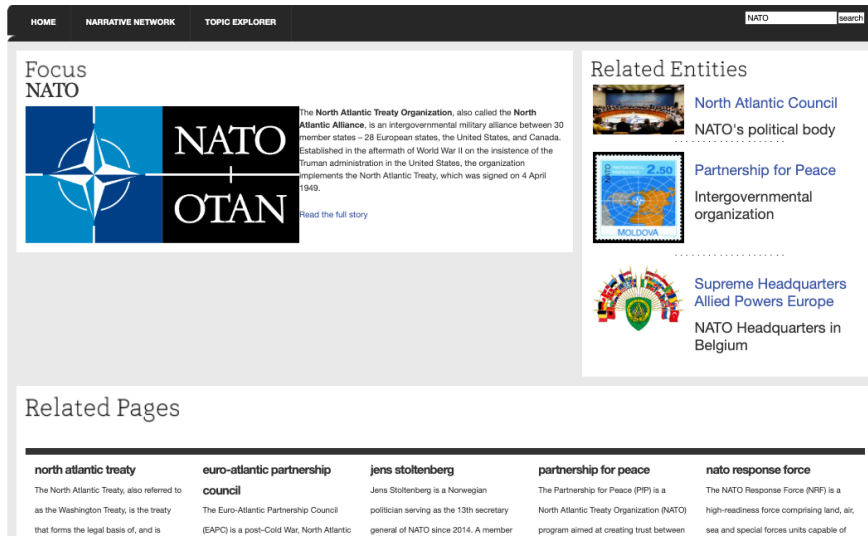 HOME NARRATIVE NETWORK TOPIC EXPLORER
NATO search
Focus
NATO
NATO
OTAN
The North Atlantic Treaty Organization, also called the North
Atlantic Alliance, is an intergovernmental military alliance between 30
member states – 28 European states, the United States, and Canada.
Established in the aftermath of World War II on the insistence of the
Truman administration in the United States, the organization
implements the North Atlantic Treaty, which was signed on 4 April
1949.
Read the full story
Related Entities
North Atlantic Council
NATO's political body
NATO
2.50
MOLDOVA
Partnership for Peace
Intergovernmental
organization
Supreme Headquarters
Allied Powers Europe
NATO Headquarters in
Belgium
Related Pages
north atlantic treaty
The North Atlantic Treaty, also referred to
as the Washington Treaty, is the treaty
that forms the legal basis of, and is
euro-atlantic partnership
council
The Euro-Atlantic Partnership Council
(EAPC) is a post–Cold War, North Atlantic
jens stoltenberg
Jens Stoltenberg is a Norwegian
politician serving as the 13th secretary
general of NATO since 2014. A member
partnership for peace
The Partnership for Peace (PfP) is a
North Atlantic Treaty Organization (NATO)
program aimed at creating trust between
nato response force
The NATO Response Force (NRF) is a
high-readiness force comprising land, air,
sea and special forces units capable of